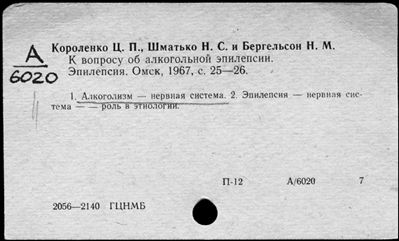 А
6020
Короленко Ц. П., Шматько Н. С. и Бергельсон Н. М.
К вопросу об алкогольной эпилепсии.
Эпилепсия. Омск, 1967, с. 25—26.
1. Алкоголизм — нервная система. 2. Эпилепсия — нервная сис-
тема — — роль в этиологии.
П-12 А/6020 7
2056—2140 ГЦНМБ